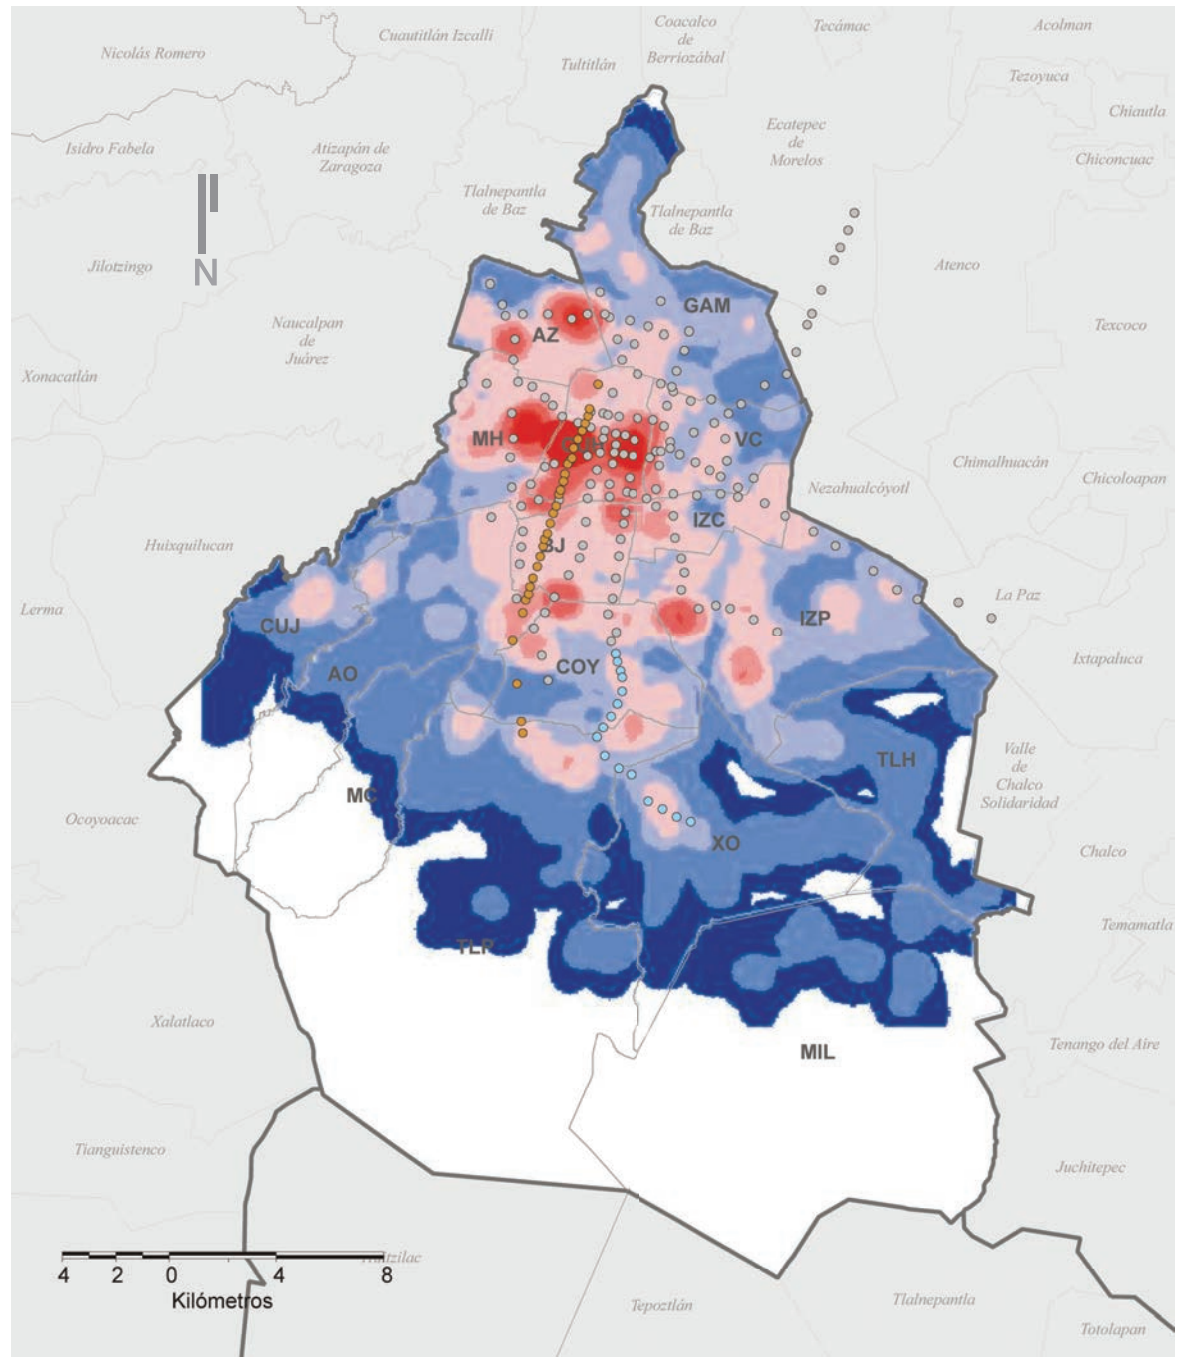 Coacalco
de
Berriozábal
Tecámac
Acolman
Cuautitlán Izcalli
Nicolás Romero
Tultitlán
Tezoyuca
Chiautla
Ecatepec
de
Morelos
Isidro Fabela
Atizapán de
Zaragoza
Chiconcuac
Tlalnepantla
de Baz
Tlalnepantla
de Baz
N
Jilotzingo
Atenco
GAM
Naucalpan
de
Juárez
AZ
Texcoco
Xonacatlán
MH
VC
Chimalhuacán
Chicoloapan
Nezahualcóyotl
IZC
Huixquilucan
BJ
Lerma
CUJ
IZP
La Paz
AO
COY
Ixtapaluca
MC
TLH
Valle
de
Chalco
Solidaridad
Ocoyoacac
XO
Chalco
TLP
Temamatla
Xalatlaco
MIL
Tenango del Aire
Tianguistenco
Juchitepec
4 2 0 4 8
Kilómetros
Tepoztlán
Tlalnepantla
Totolapan